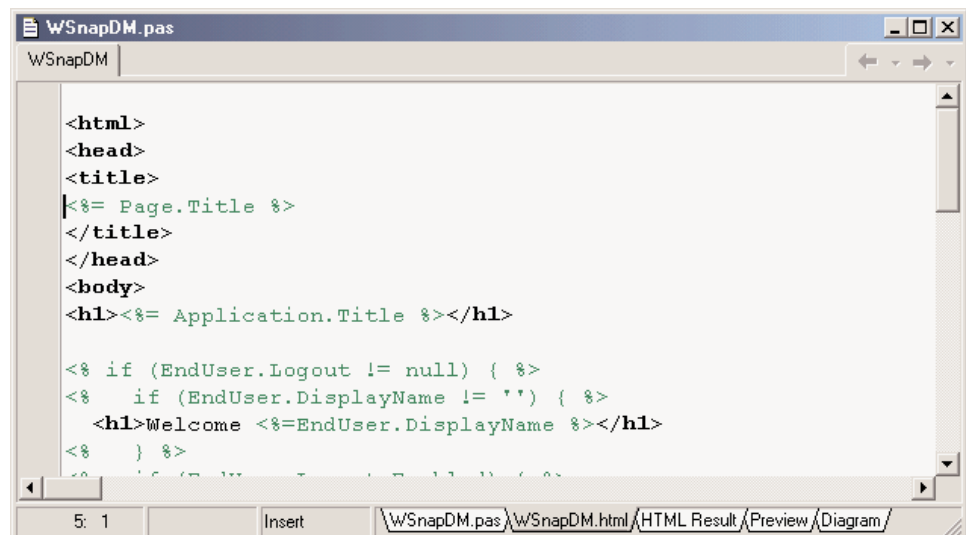 WSnapDM.pas
WSnapDM
<html>
<head>
<title>
<%= Page.Title %>
</title>
</head>
<body>
<h1><%= Application.Title %></h1>
<% if (EndUser.Logout != null) { %>
<%   if (EndUser.DisplayName != '') { %>
<h1>Welcome <%=EndUser.DisplayName %></h1>
<%   } %>
5: 1
Insert
WSnapDM.pas WSnapDM.html HTML Result Preview Diagram